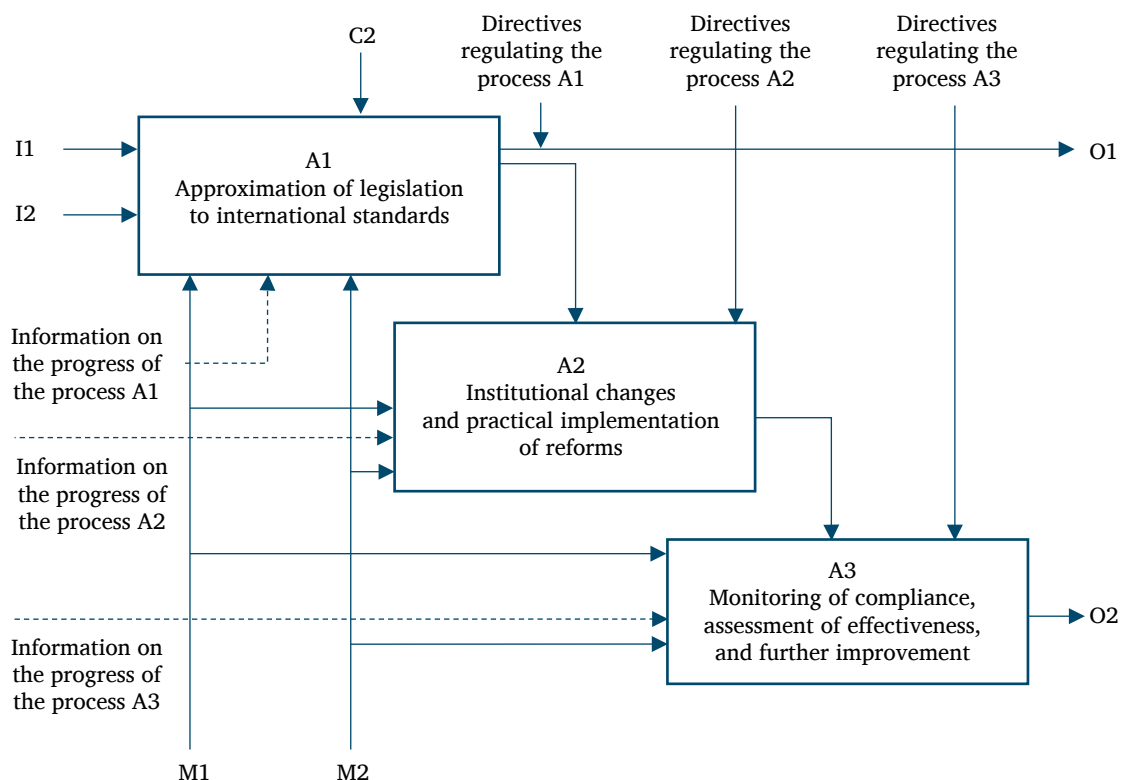 C2
Directives
regulating the
process A1
Directives
regulating the
process A2
Directives
regulating the
process A3
I1
I2
A1
Approximation of legislation
to international standards
O1
Information on
the progress of
the process A1
A2
Institutional changes
and practical implementation
of reforms
Information on
the progress of
the process A2
A3
Monitoring of compliance,
assessment of effectiveness,
and further improvement
O2
Information on
the progress of
the process A3
M1
M2